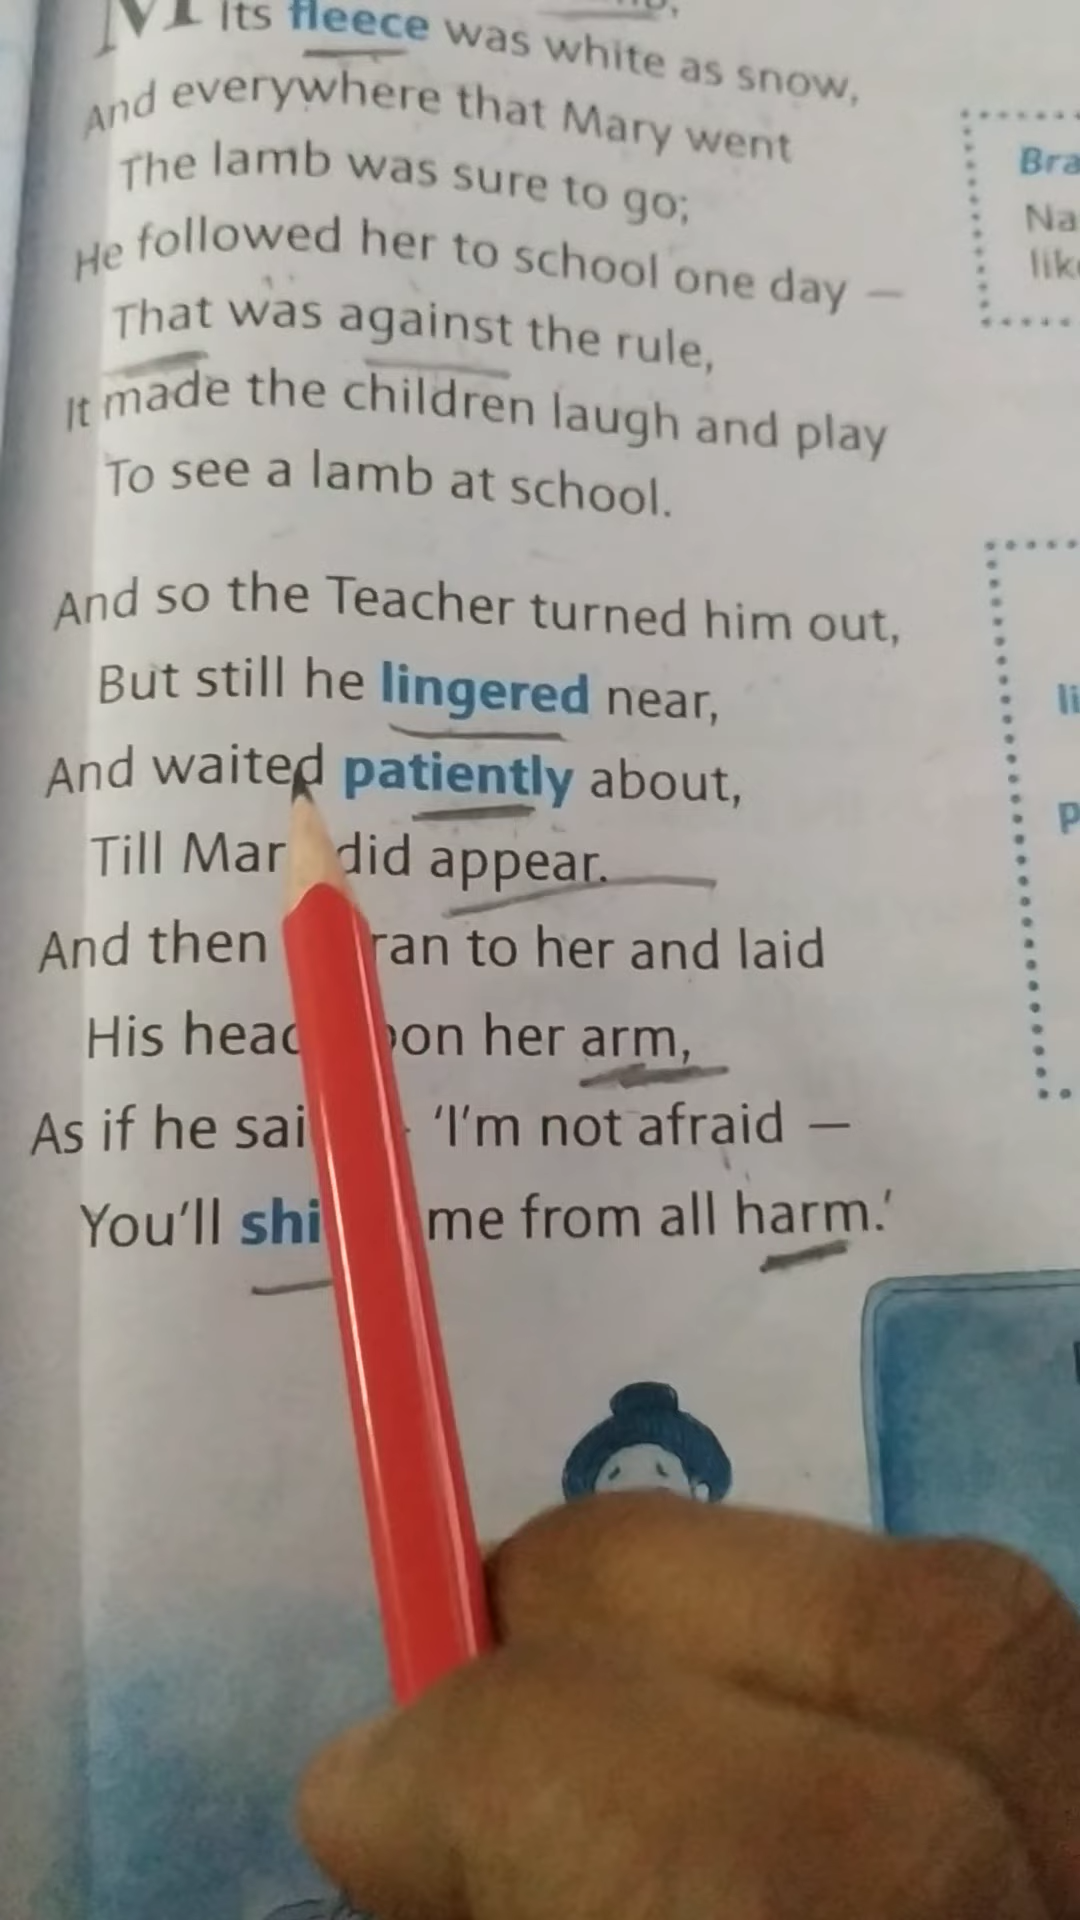 Its fleece was white as snow,
And everywhere that Mary went
The lamb was sure to go;
He followed her to school one day —
That was against the rule,
It made the children laugh and play
To see a lamb at school.
And so the Teacher turned him out,
But still he lingered near,
And waited patiently about,
Till Mar did appear.
And then ran to her and laid
His head on her arm,
As if he sai 'I'm not afraid —
You'll shi me from all harm.'
Bra
Na
lik
li
p